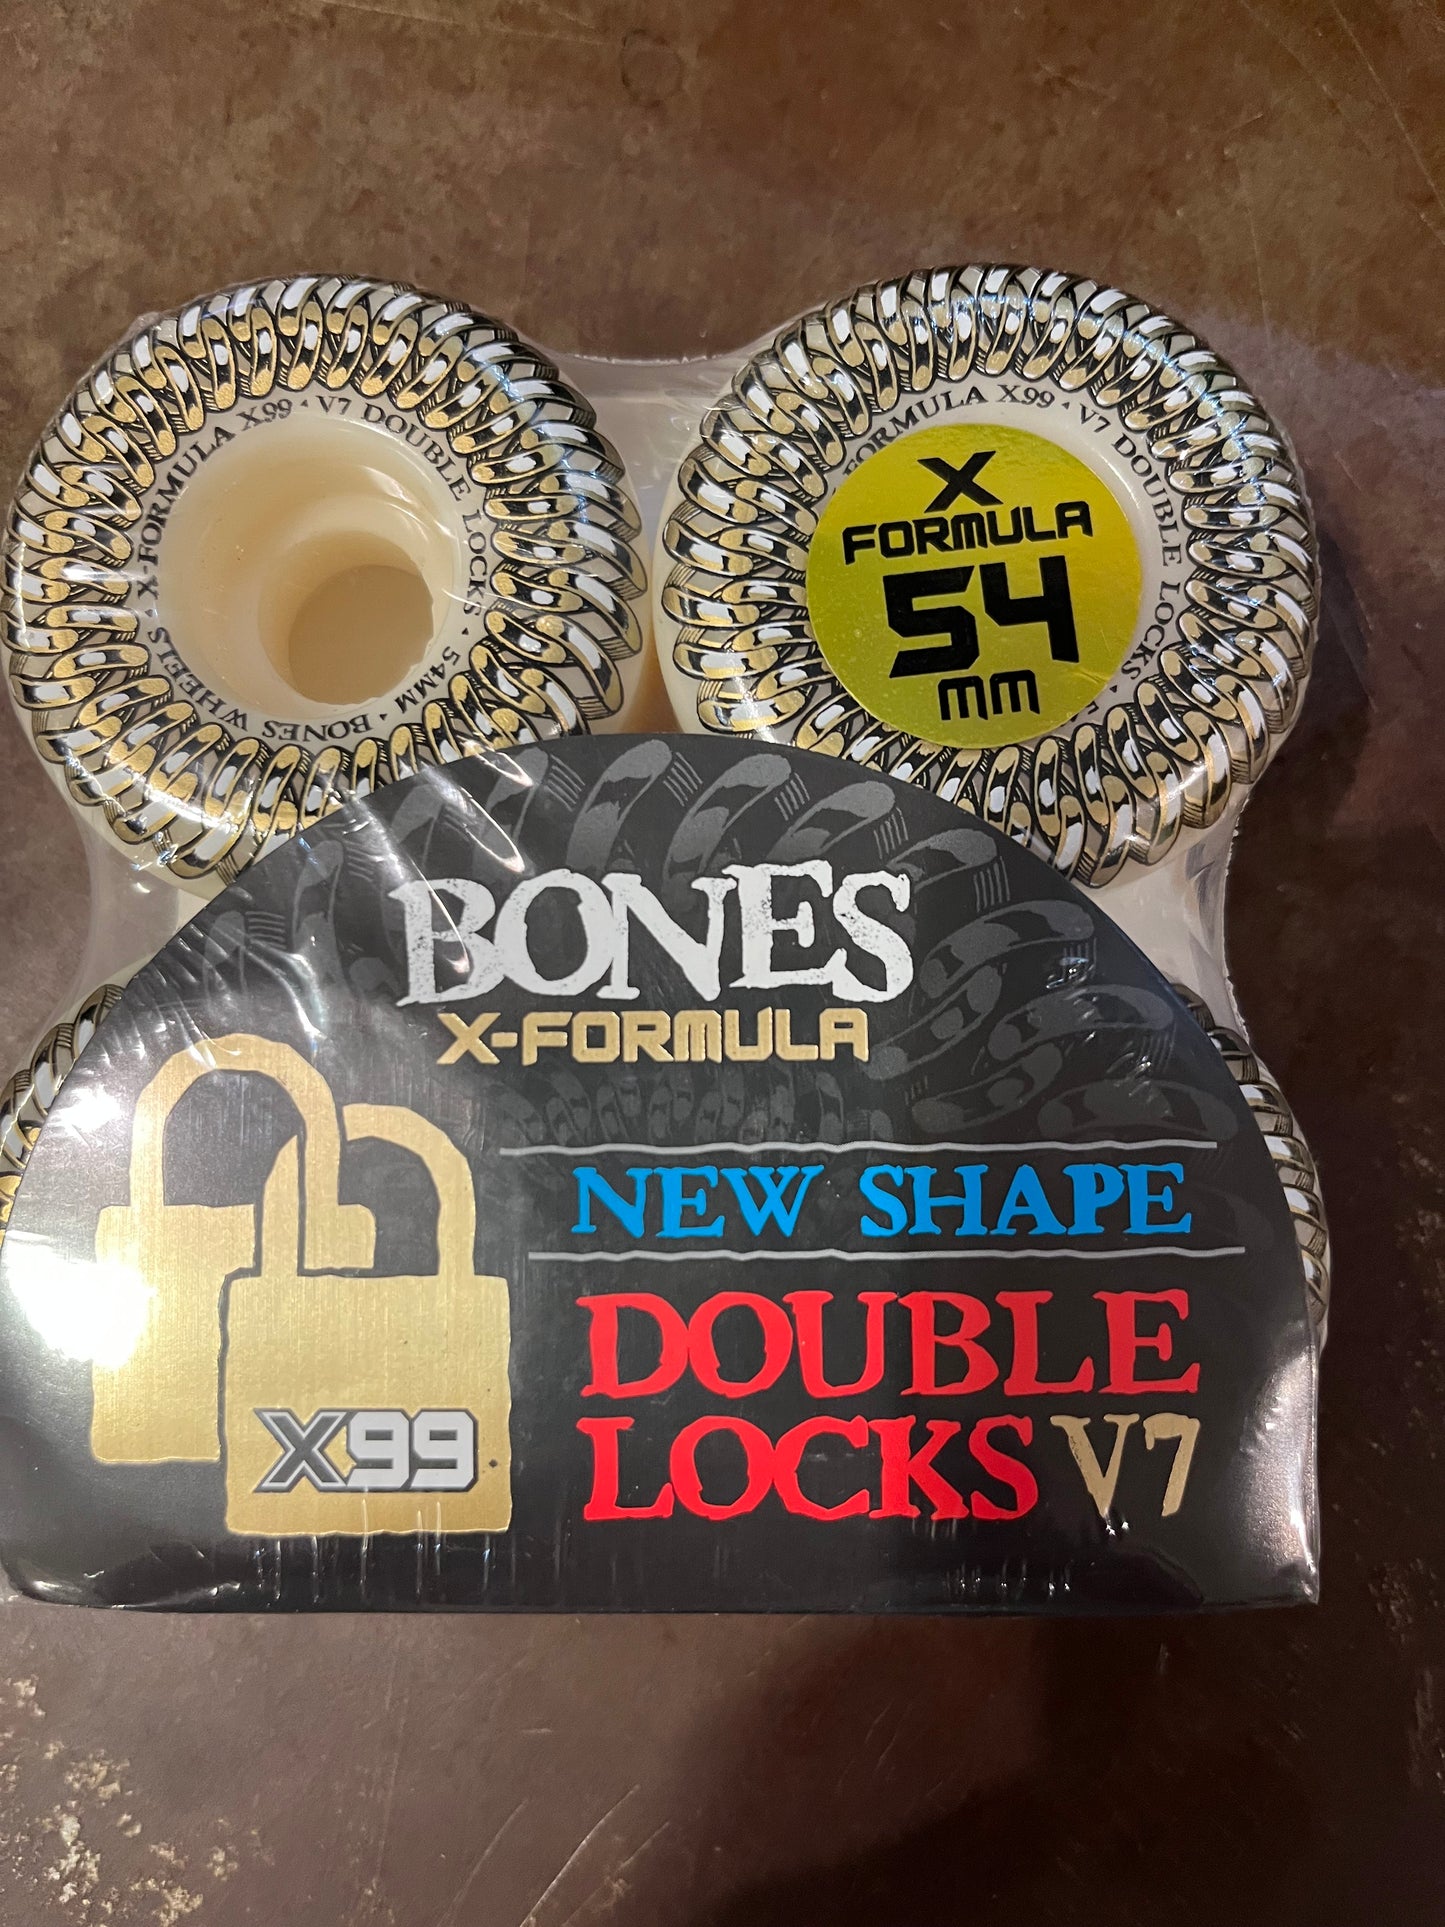 X-FORMULA X99 • V7 DOUBLE LOCKS • 54MM • BONES WHEELS •
FORMULA X99 • V7 DOUBLE LOCKS •
X
FORMULA
54
mm
BONES
X-FORMULA
NEW SHAPE
DOUBLE
LOCKS V7
X99